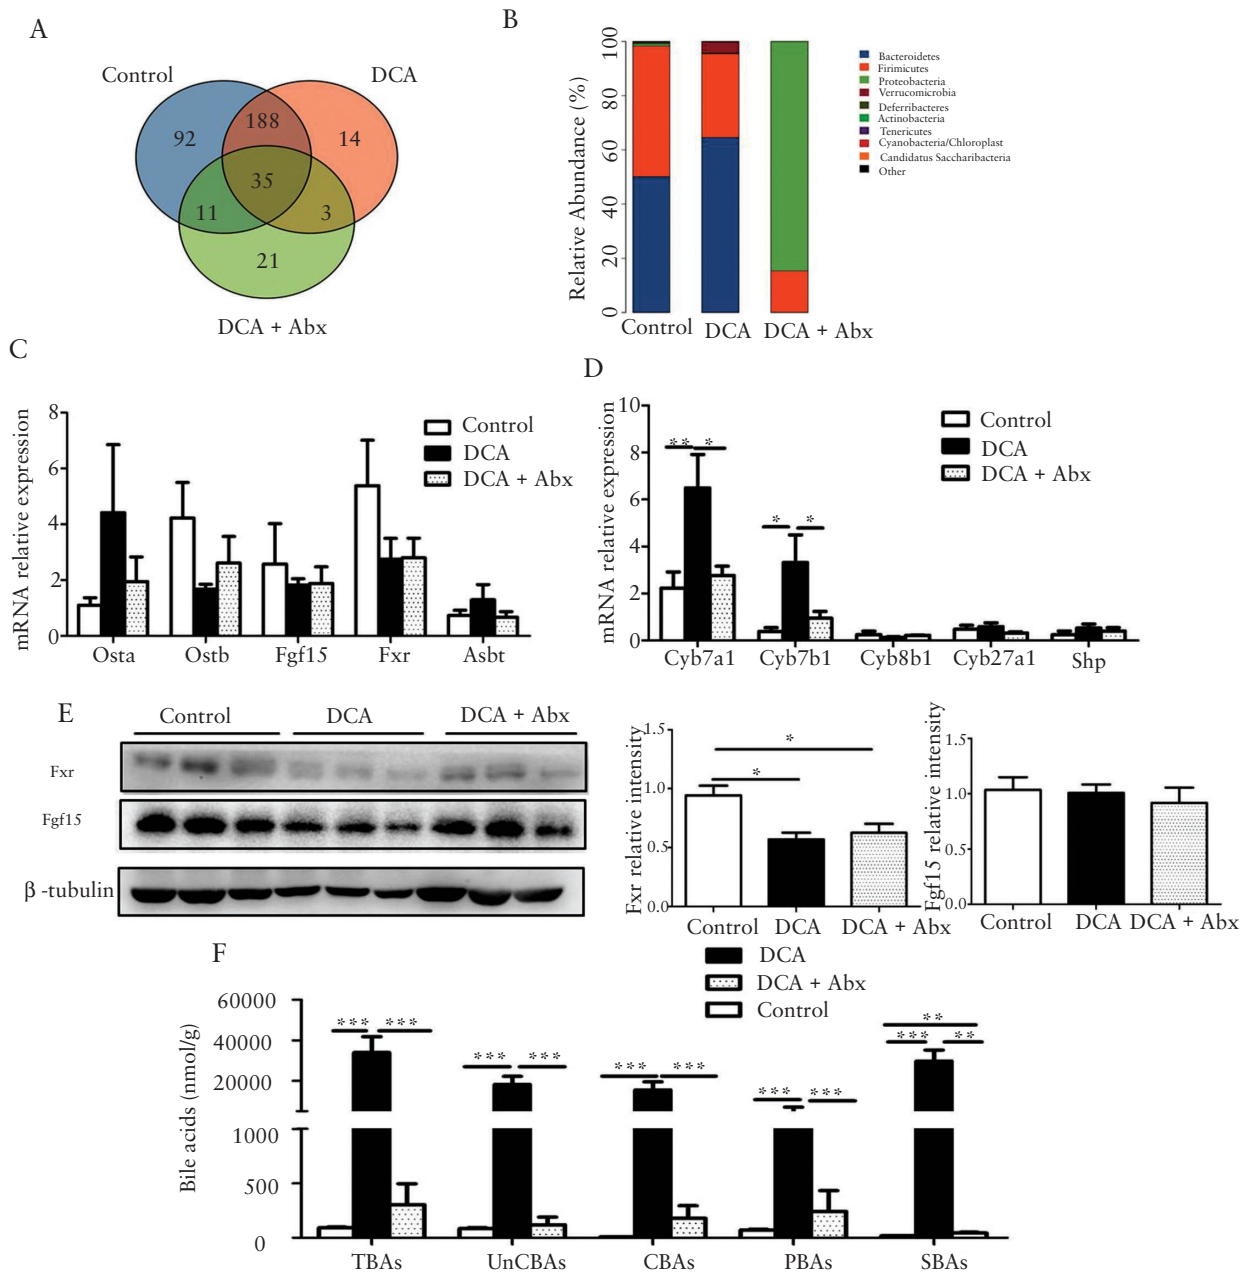 A
Control
DCA
92
188
14
35
11
3
21
DCA + Abx
B
Relative Abundance (%)
100
80
60
40
20
0
Control
DCA
DCA + Abx
Bacteroidetes
Firimicutes
Proteobacteria
Verrucomicrobia
Deferribacteres
Actinobacteria
Tenericutes
Cyanobacteria/Chloroplast
Candidatus Saccharibacteria
Other
C
mRNA relative expression
8
6
4
2
0
Control
DCA
DCA + Abx
Osta
Ostb
Fgf15
Fxr
Asbt
D
mRNA relative expression
10
8
6
4
2
0
** *
* *
Control
DCA
DCA + Abx
Cyb7a1
Cyb7b1
Cyb8b1
Cyb27a1
Shp
E
Control
DCA
DCA + Abx
Fxr
Fgf15
β -tubulin
Fxr relative intensity
1.5
1.0
0.5
0.0
*
*
Control
DCA
DCA + Abx
Fgf15 relative intensity
1.5
1.0
0.5
0.0
Control
DCA
DCA + Abx
F
DCA
DCA + Abx
Control
Bile acids (nmol/g)
60000
40000
20000
1000
500
0
*** ***
*** ***
*** ***
*** ***
**
*** **
TBAs
UnCBAs
CBAs
PBAs
SBAs